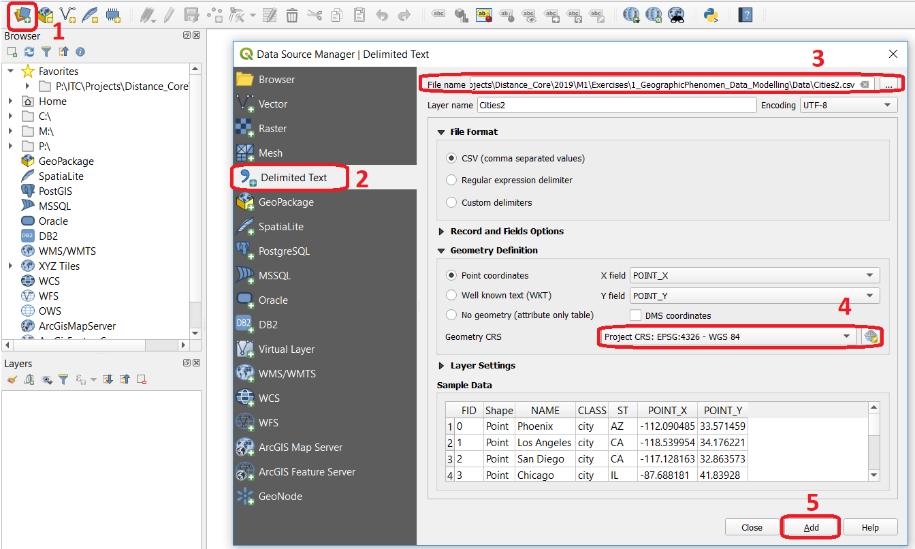 1
Browser
Favorites
P:\ITC\Projects\Distance_Core
Home
C:\
M:\
P:\
GeoPackage
SpatiaLite
PostGIS
MSSQL
Oracle
DB2
WMS/WMTS
XYZ Tiles
WCS
WFS
OWS
ArcGisMapServer
Layers
Data Source Manager | Delimited Text
Browser
Vector
Raster
Mesh
Delimited Text
2
GeoPackage
SpatiaLite
PostgreSQL
MSSQL
Oracle
DB2
Virtual Layer
WMS/WMTS
WCS
WFS
ArcGIS Map Server
ArcGIS Feature Server
GeoNode
3
File name ojects\Distance_Core\2019\M1\Exercises\1_GeographicPhenomen_Data_Modelling\Data\Cities2.csv ...
Layer name Cities2 Encoding UTF-8
File Format
CSV (comma separated values)
Regular expression delimiter
Custom delimiters
Record and Fields Options
Geometry Definition
Point coordinates X field POINT_X
Well known text (WKT) Y field POINT_Y
No geometry (attribute only table) DMS coordinates
4
Geometry CRS Project CRS: EPSG:4326 - WGS 84
Layer Settings
Sample Data
FID Shape NAME CLASS ST POINT_X POINT_Y
1 0 Point Phoenix city AZ -112.090485 33.571459
2 1 Point Los Angeles city CA -118.539954 34.176221
3 2 Point San Diego city CA -117.128163 32.863573
4 3 Point Chicago city IL -87.688181 41.83928
5
Close Add Help